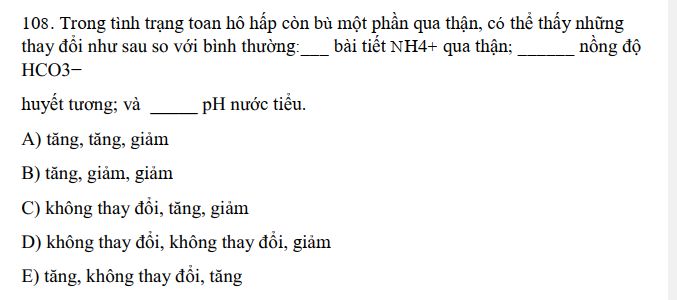 108. Trong tình trạng toan hô hấp còn bù một phần qua thận, có thể thấy những
thay đổi như sau so với bình thường:___ bài tiết NH4+ qua thận; ______ nồng độ
HCO3−
huyết tương; và _____ pH nước tiểu.
A) tăng, tăng, giảm
B) tăng, giảm, giảm
C) không thay đổi, tăng, giảm
D) không thay đổi, không thay đổi, giảm
E) tăng, không thay đổi, tăng